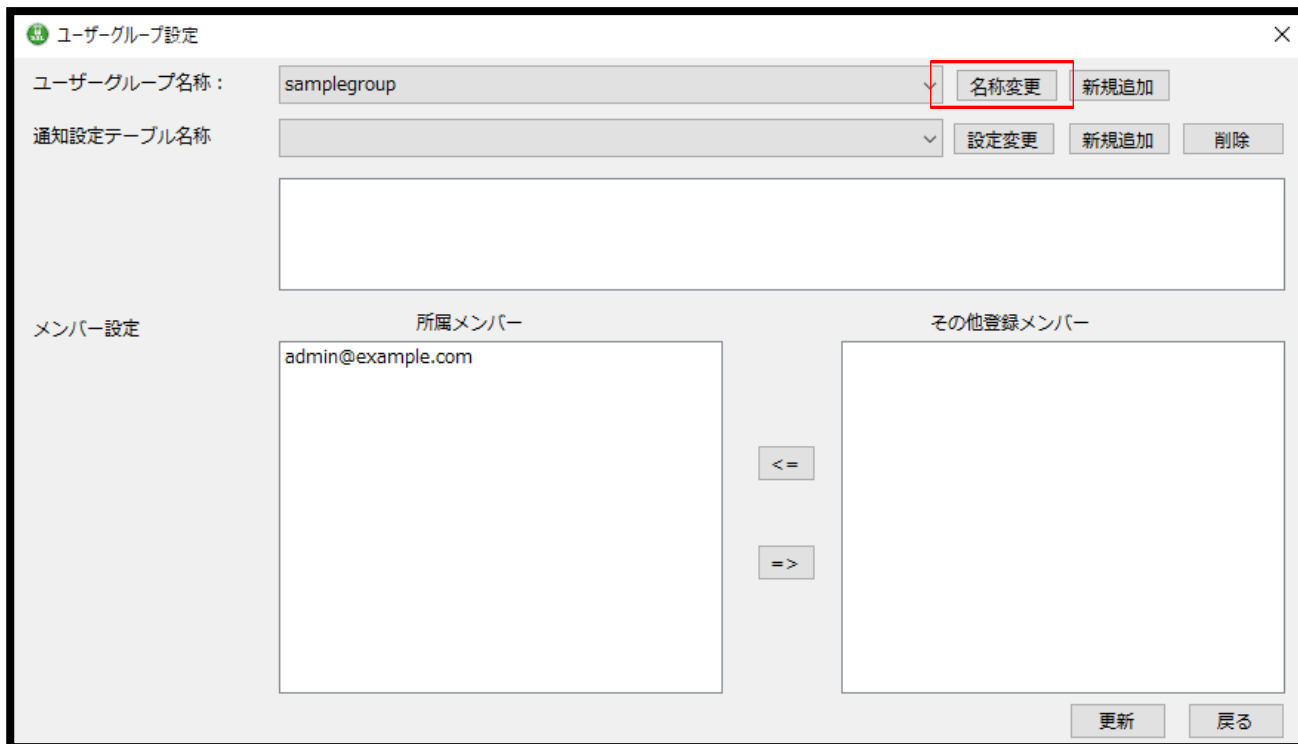 ユーザーグループ設定
ユーザーグループ名称： samplegroup 名称変更 新規追加
通知設定テーブル名称 設定変更 新規追加 削除
メンバー設定 所属メンバー その他登録メンバー
admin@example.com
<=
=>
更新 戻る